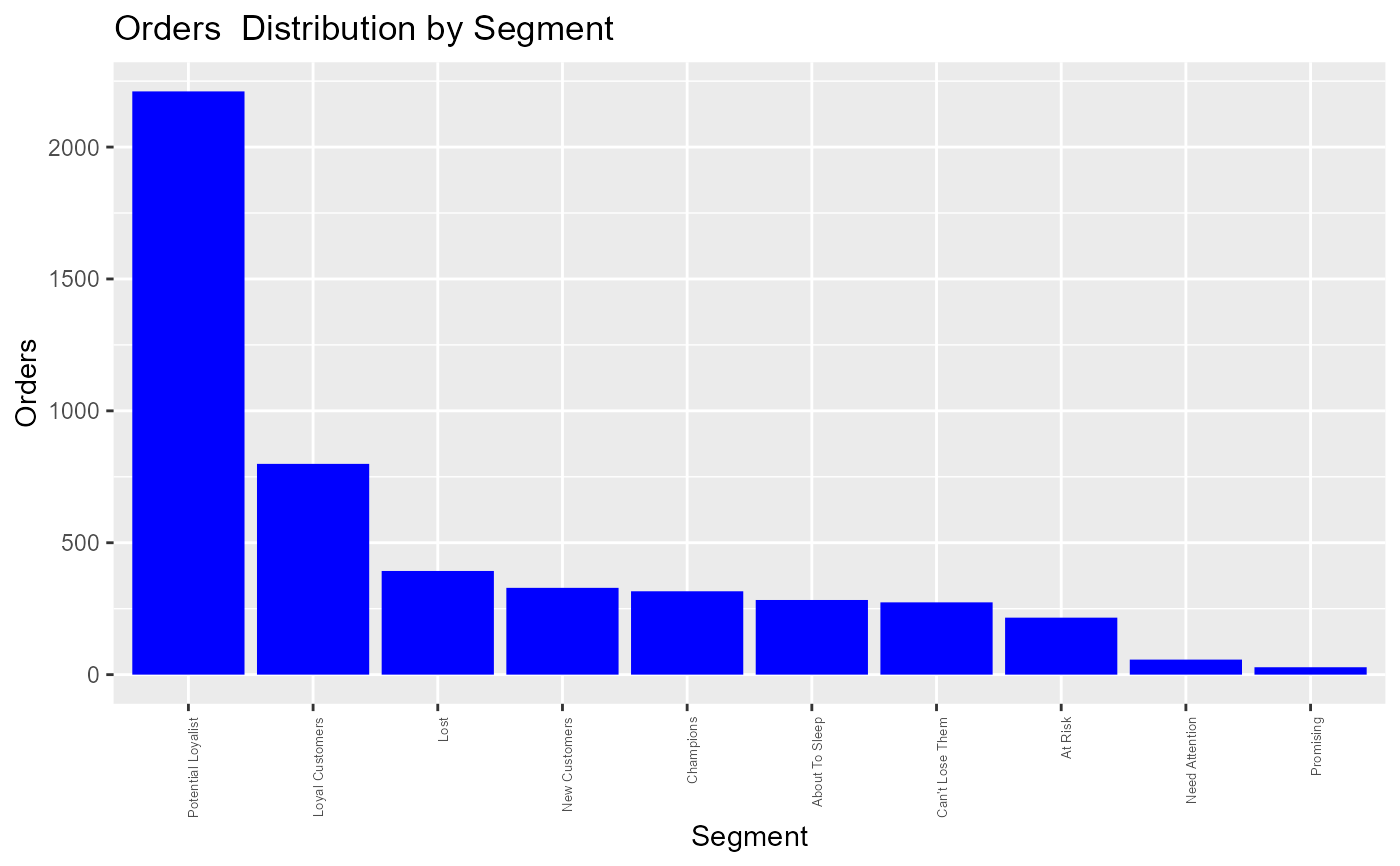 Orders  Distribution by Segment
Orders
2000
1500
1000
500
0
Potential Loyalist
Loyal Customers
Lost
New Customers
Champions
About To Sleep
Can't Lose Them
At Risk
Need Attention
Promising
Segment